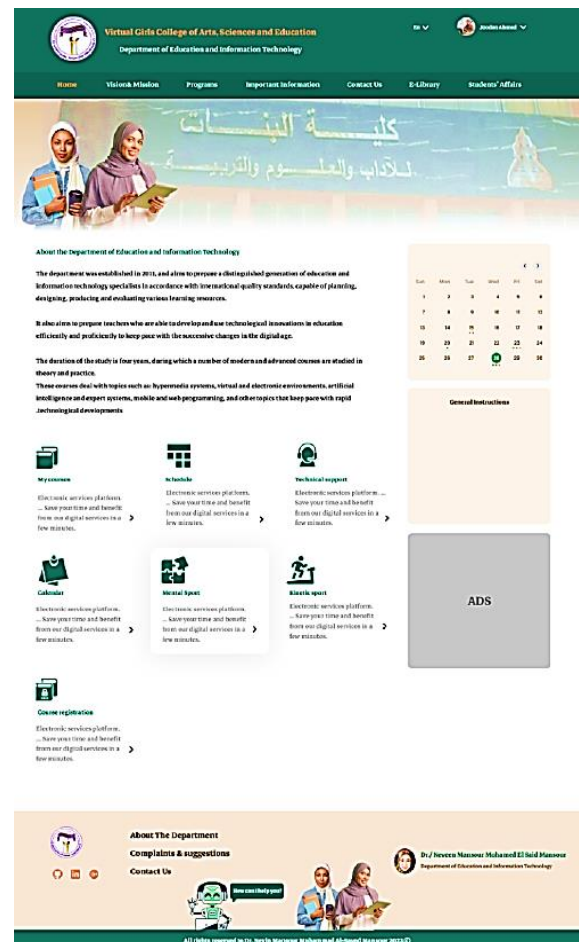 Virtual Girls College of Arts, Sciences and Education
Department of Education and Information Technology
EN
Home Vision& Mission Programs Important Information Contact Us E-Library Students' Affairs
كلية البنات
للآداب والعلوم والتربية
About the Department of Education and Information Technology
The department was established in 2011, and aims to prepare a distinguished generation of education and
information technology specialists in accordance with international quality standards, capable of planning,
designing, producing and evaluating various learning resources.
It also aims to prepare teachers who are able to develop and use technological innovations in education
efficiently and proficiently to keep pace with the successive changes in the digital age.
The duration of the study is four years, during which a number of modern and advanced courses are studied in
theory and practice.
These courses deal with topics such as: hypermedia systems, virtual and electronic environments, artificial
intelligence and expert systems, mobile and web programming, and other topics that keep pace with rapid
.technological developments
Sun Mon Tue Wed Fri Sat
General Instructions
ADS
My courses
Electronic services platform.
... Save your time and benefit
from our digital services in a
few minutes.
Schedule
Electronic services platform.
... Save your time and benefit
from our digital services in a
few minutes.
Technical support
Electronic services platform. ...
Save your time and benefit
from our digital services in a
few minutes.
Calendar
Electronic services platform.
... Save your time and benefit
from our digital services in a
few minutes.
Mental Sport
Electronic services platform.
... Save your time and benefit
from our digital services in a
few minutes.
Kinetic sport
Electronic services platform.
... Save your time and benefit
from our digital services in a
few minutes.
Course registration
Electronic services platform.
... Save your time and benefit
from our digital services in a
few minutes.
About The Department
Complaints & suggestions
Contact Us
How can I help you?
Dr./ Neveen Mansour Mohamed El Said Mansour
Department of Education and Information Technology
All rights reserved to Dr. Nevin Mansour Muhammad Al-Sayed Mansour 2022©